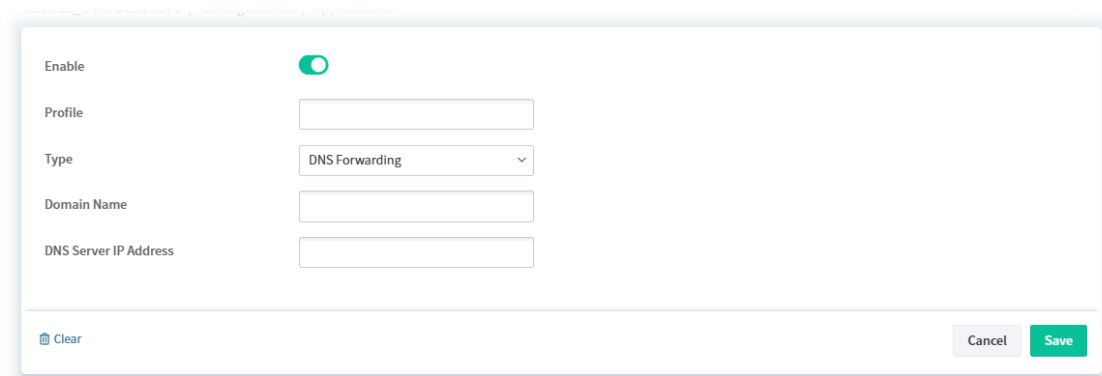 Enable
Profile
Type DNS Forwarding
Domain Name
DNS Server IP Address
Clear Cancel Save